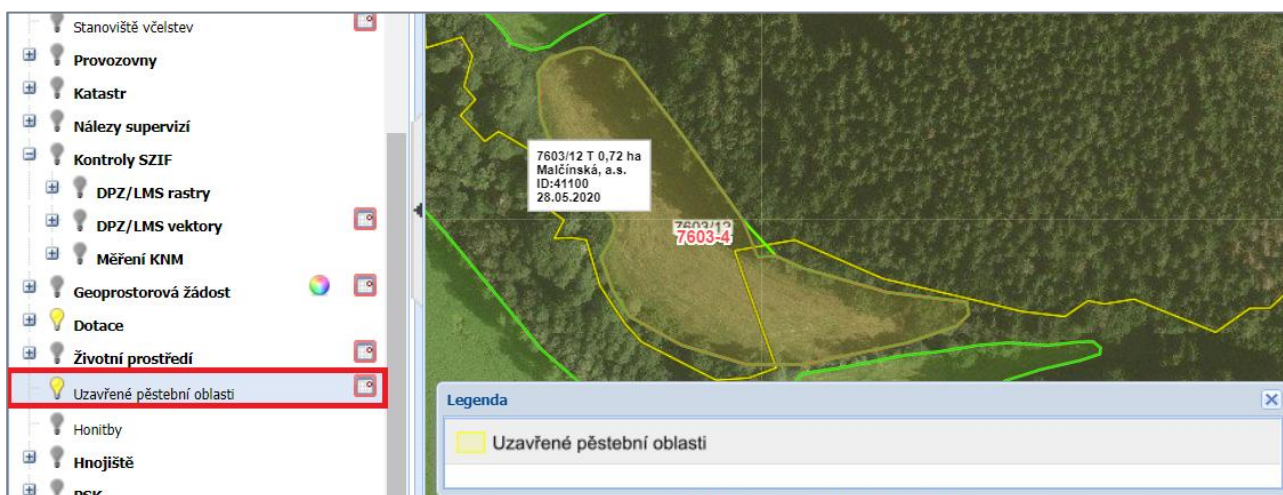 Stanoviště včelstev
Provozovny
Katastr
Nálezy supervizí
Kontroly SZIF
DPZ/LMS rastry
DPZ/LMS vektory
Měření KNM
Geoprostorová žádost
Dotace
Životní prostředí
Uzavřené pěstební oblasti
Honitby
Hnojiště
PSK
7603/12 T 0,72 ha
Malčínská, a.s.
ID:41100
28.05.2020
7603/12
7603-4
Legenda
Uzavřené pěstební oblasti